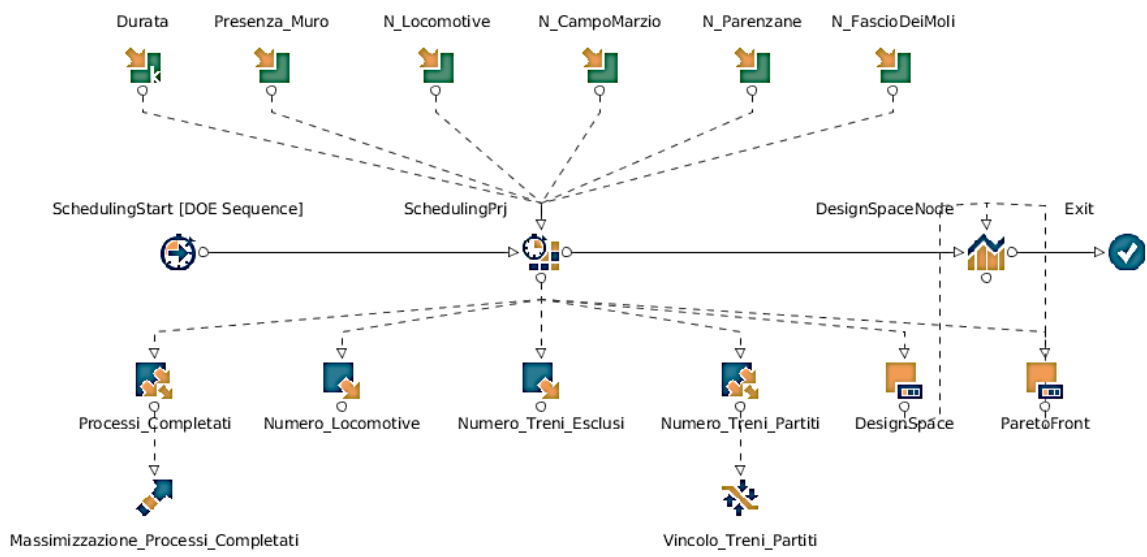 Durata
Presenza_Muro
N_Locomotive
N_CampoMarzio
N_Parenzane
N_FascioDeiMoli
k
SchedulingStart [DOE Sequence]
SchedulingPrj
DesignSpaceNode
Exit
Processi_Completati
Numero_Locomotive
Numero_Treni_Esclusi
Numero_Treni_Partiti
DesignSpace
ParetoFront
Massimizzazione_Processi_Completati
Vincolo_Treni_Partiti